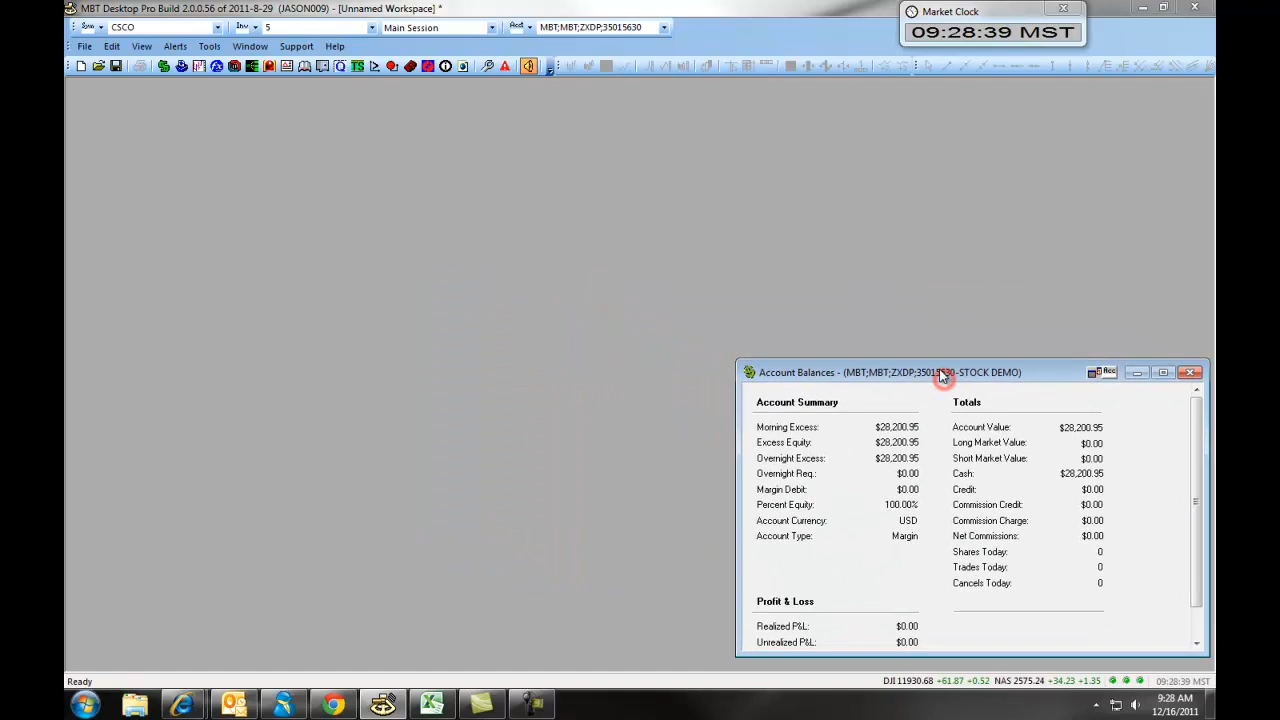 MBT Desktop Pro Build 2.0.0.56 of 2011-8-29 (JASON009) - [Unnamed Workspace] *
Sym CSCO Inv 5 Main Session Acct MBT;MBT;ZXDP;35015630
Market Clock
09:28:39 MST
File Edit View Alerts Tools Window Support Help
Account Balances - (MBT;MBT;ZXDP;35015630-STOCK DEMO)
Account Summary
Morning Excess: $28,200.95
Excess Equity: $28,200.95
Overnight Excess: $28,200.95
Overnight Req.: $0.00
Margin Debit: $0.00
Percent Equity: 100.00%
Account Currency: USD
Account Type: Margin
Profit & Loss
Realized P&L: $0.00
Unrealized P&L: $0.00
Totals
Account Value: $28,200.95
Long Market Value: $0.00
Short Market Value: $0.00
Cash: $28,200.95
Credit: $0.00
Commission Credit: $0.00
Commission Charge: $0.00
Net Commissions: $0.00
Shares Today: 0
Trades Today: 0
Cancels Today: 0
Ready
DJI 11930.68 +61.87 +0.52 NAS 2575.24 +34.23 +1.35
09:28:39 MST
9:28 AM
12/16/2011